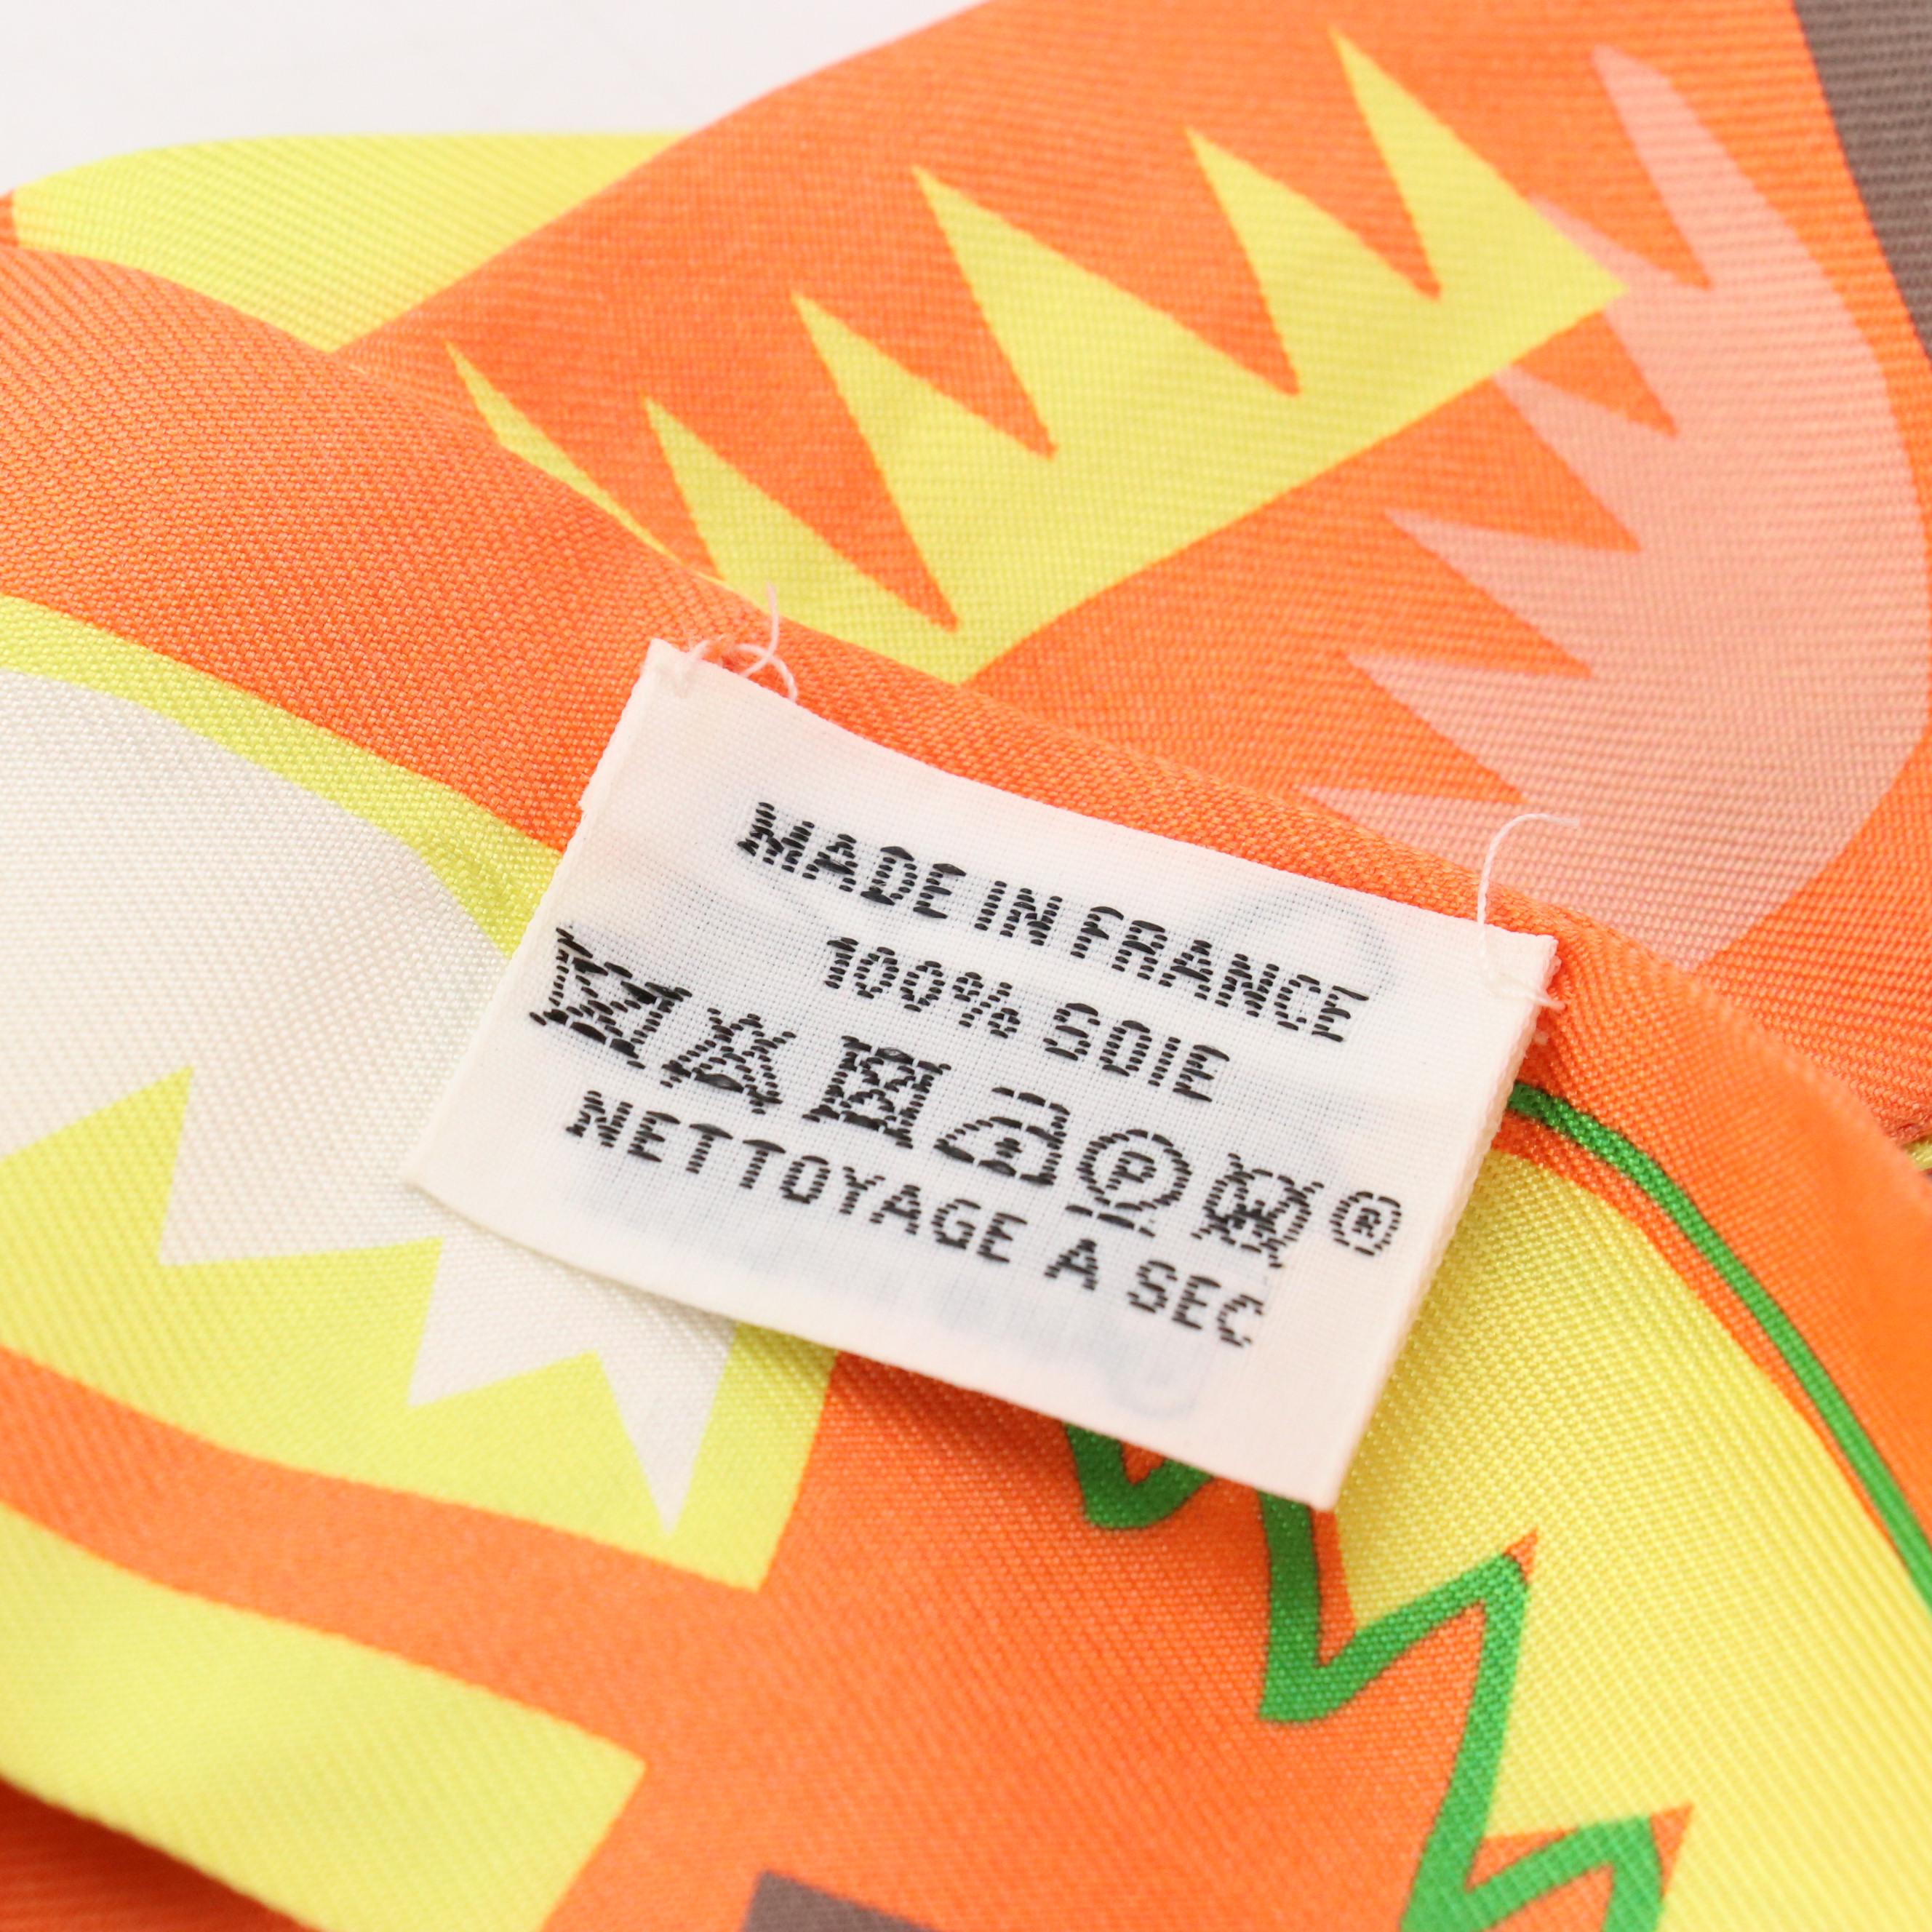 MADE IN FRANCE
100% SOIE
P ®
NETTOYAGE A SEC